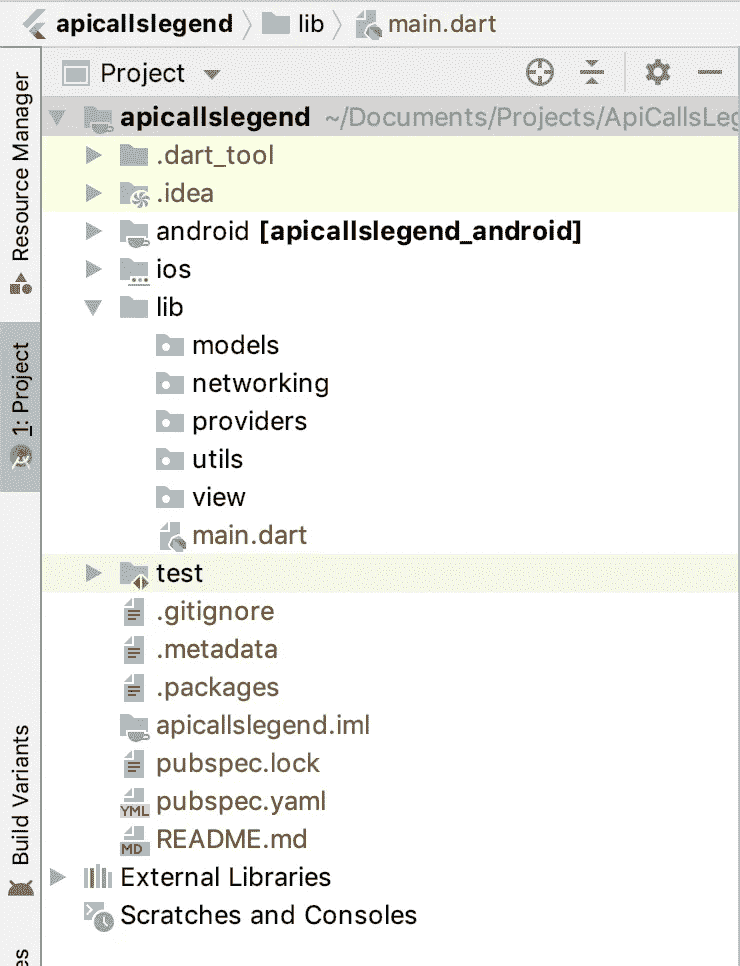 apicallslegend lib main.dart
Project
apicallslegend ~/Documents/Projects/ApiCallsLeg
.dart_tool
.idea
android [apicallslegend_android]
ios
lib
models
networking
providers
utils
view
main.dart
test
.gitignore
.metadata
.packages
apicallslegend.iml
pubspec.lock
YML pubspec.yaml
MD README.md
External Libraries
Scratches and Consoles
Resource Manager
1: Project
Build Variants
es